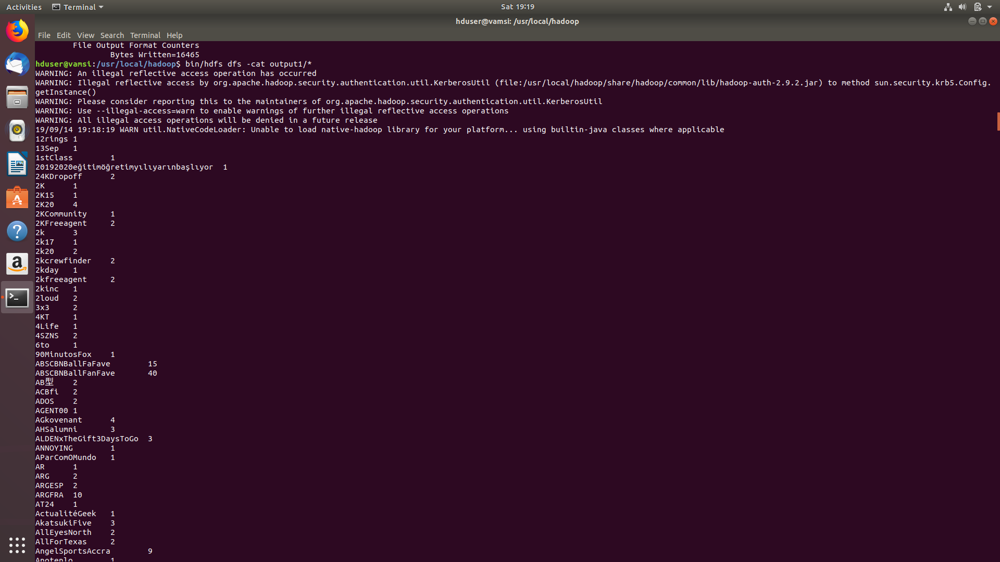 Activities Terminal Sat 19:19
hduser@vamsi: /usr/local/hadoop
File Edit View Search Terminal Help
File Output Format Counters
Bytes Written=16465
hduser@vamsi:/usr/local/hadoop$ bin/hdfs dfs -cat output1/*
WARNING: An illegal reflective access operation has occurred
WARNING: Illegal reflective access by org.apache.hadoop.security.authentication.util.KerberosUtil (file:/usr/local/hadoop/share/hadoop/common/lib/hadoop-auth-2.9.2.jar) to method sun.security.krb5.Config.
getInstance()
WARNING: Please consider reporting this to the maintainers of org.apache.hadoop.security.authentication.util.KerberosUtil
WARNING: Use --illegal-access=warn to enable warnings of further illegal reflective access operations
WARNING: All illegal access operations will be denied in a future release
19/09/14 19:18:19 WARN util.NativeCodeLoader: Unable to load native-hadoop library for your platform... using builtin-java classes where applicable
12rings 1
13Sep 1
1stClass 1
20192020eğitimöğretimyılıyarınbaşlıyor 1
24KDropoff 2
2K 1
2K15 1
2K20 4
2KCommunity 1
2KFreeagent 2
2k 3
2k17 1
2k20 2
2kcrewfinder 2
2kday 1
2kfreeagent 2
2kinc 1
2loud 2
3x3 2
4KT 1
4Life 1
4SZNS 2
6to 1
90MinutosFox 1
ABSCBNBallFaFave 15
ABSCBNBallFanFave 40
AB型 2
ACBfi 2
ADOS 2
AGENT00 1
AGkovenant 4
AHSalumni 3
ALDENxTheGift3DaysToGo 3
ANNOYING 1
AParComOMundo 1
AR 1
ARG 2
ARGESP 2
ARGFRA 10
AT24 1
ActualitéGeek 1
AkatsukiFive 3
AllEyesNorth 2
AllForTexas 2
AngelSportsAccra 9